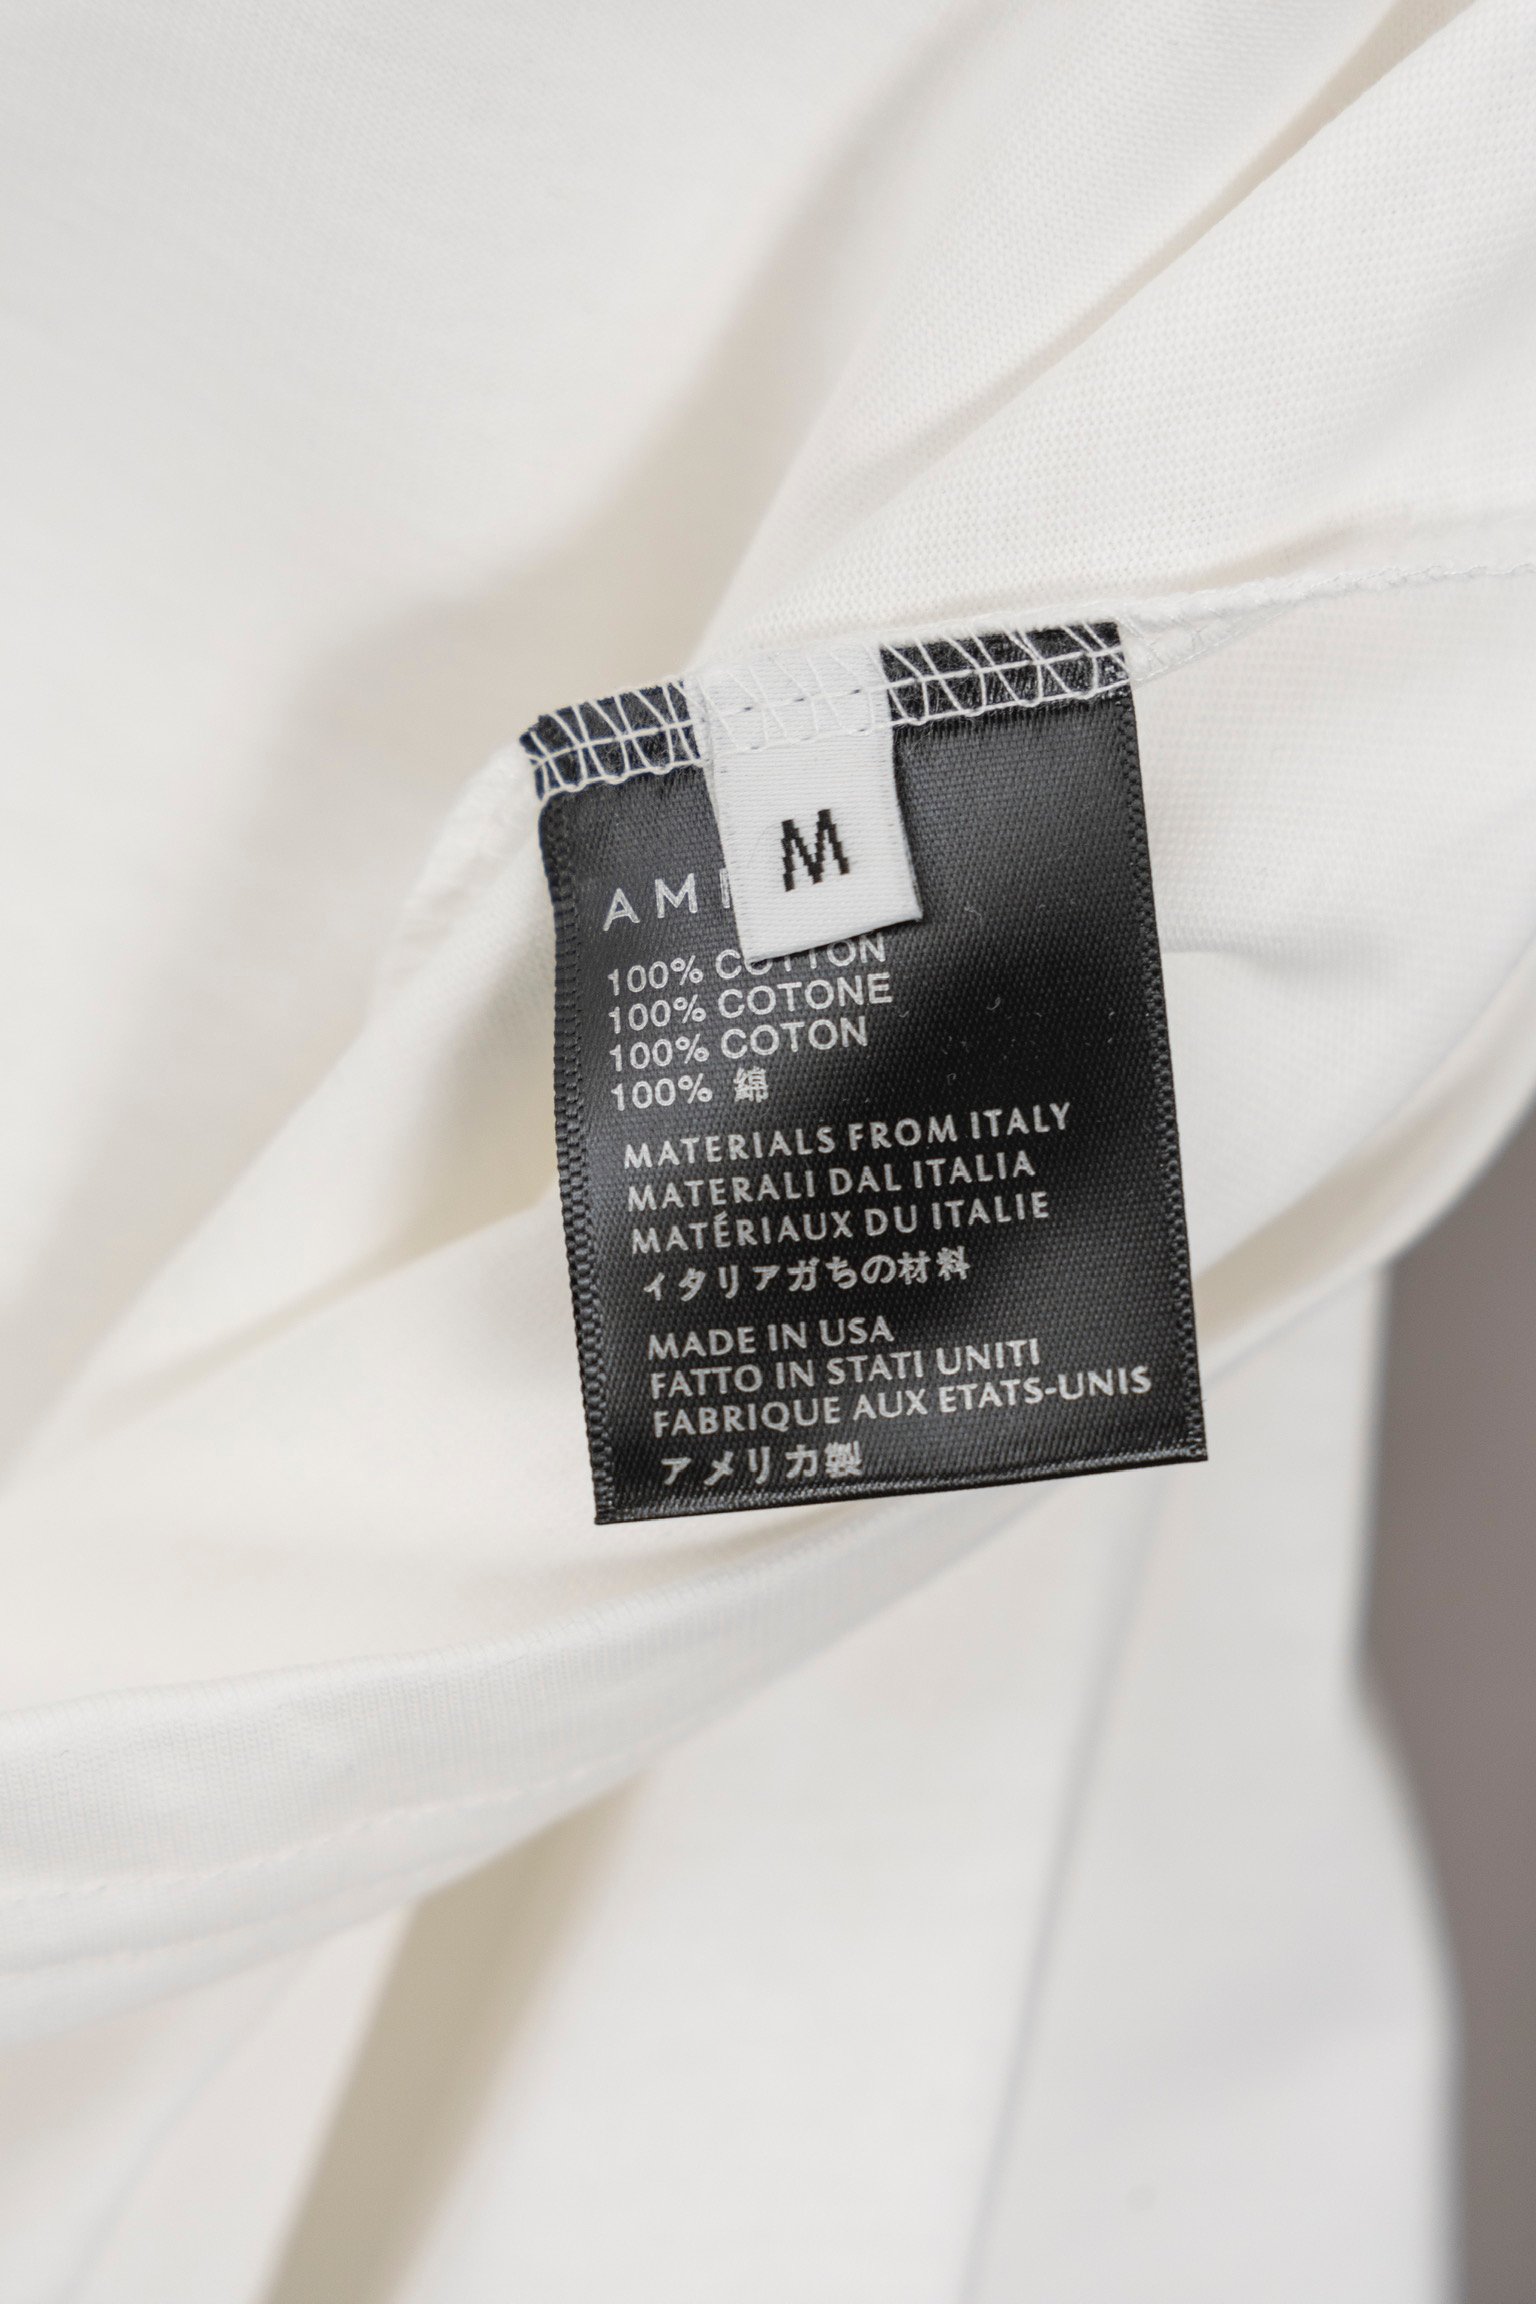 M
AM
100% COTTON
100% COTONE
100% COTON
100% 綿
MATERIALS FROM ITALY
MATERALI DAL ITALIA
MATÉRIAUX DU ITALIE
イタリアガちの材料
MADE IN USA
FATTO IN STATI UNITI
FABRIQUE AUX ETATS-UNIS
アメリカ製